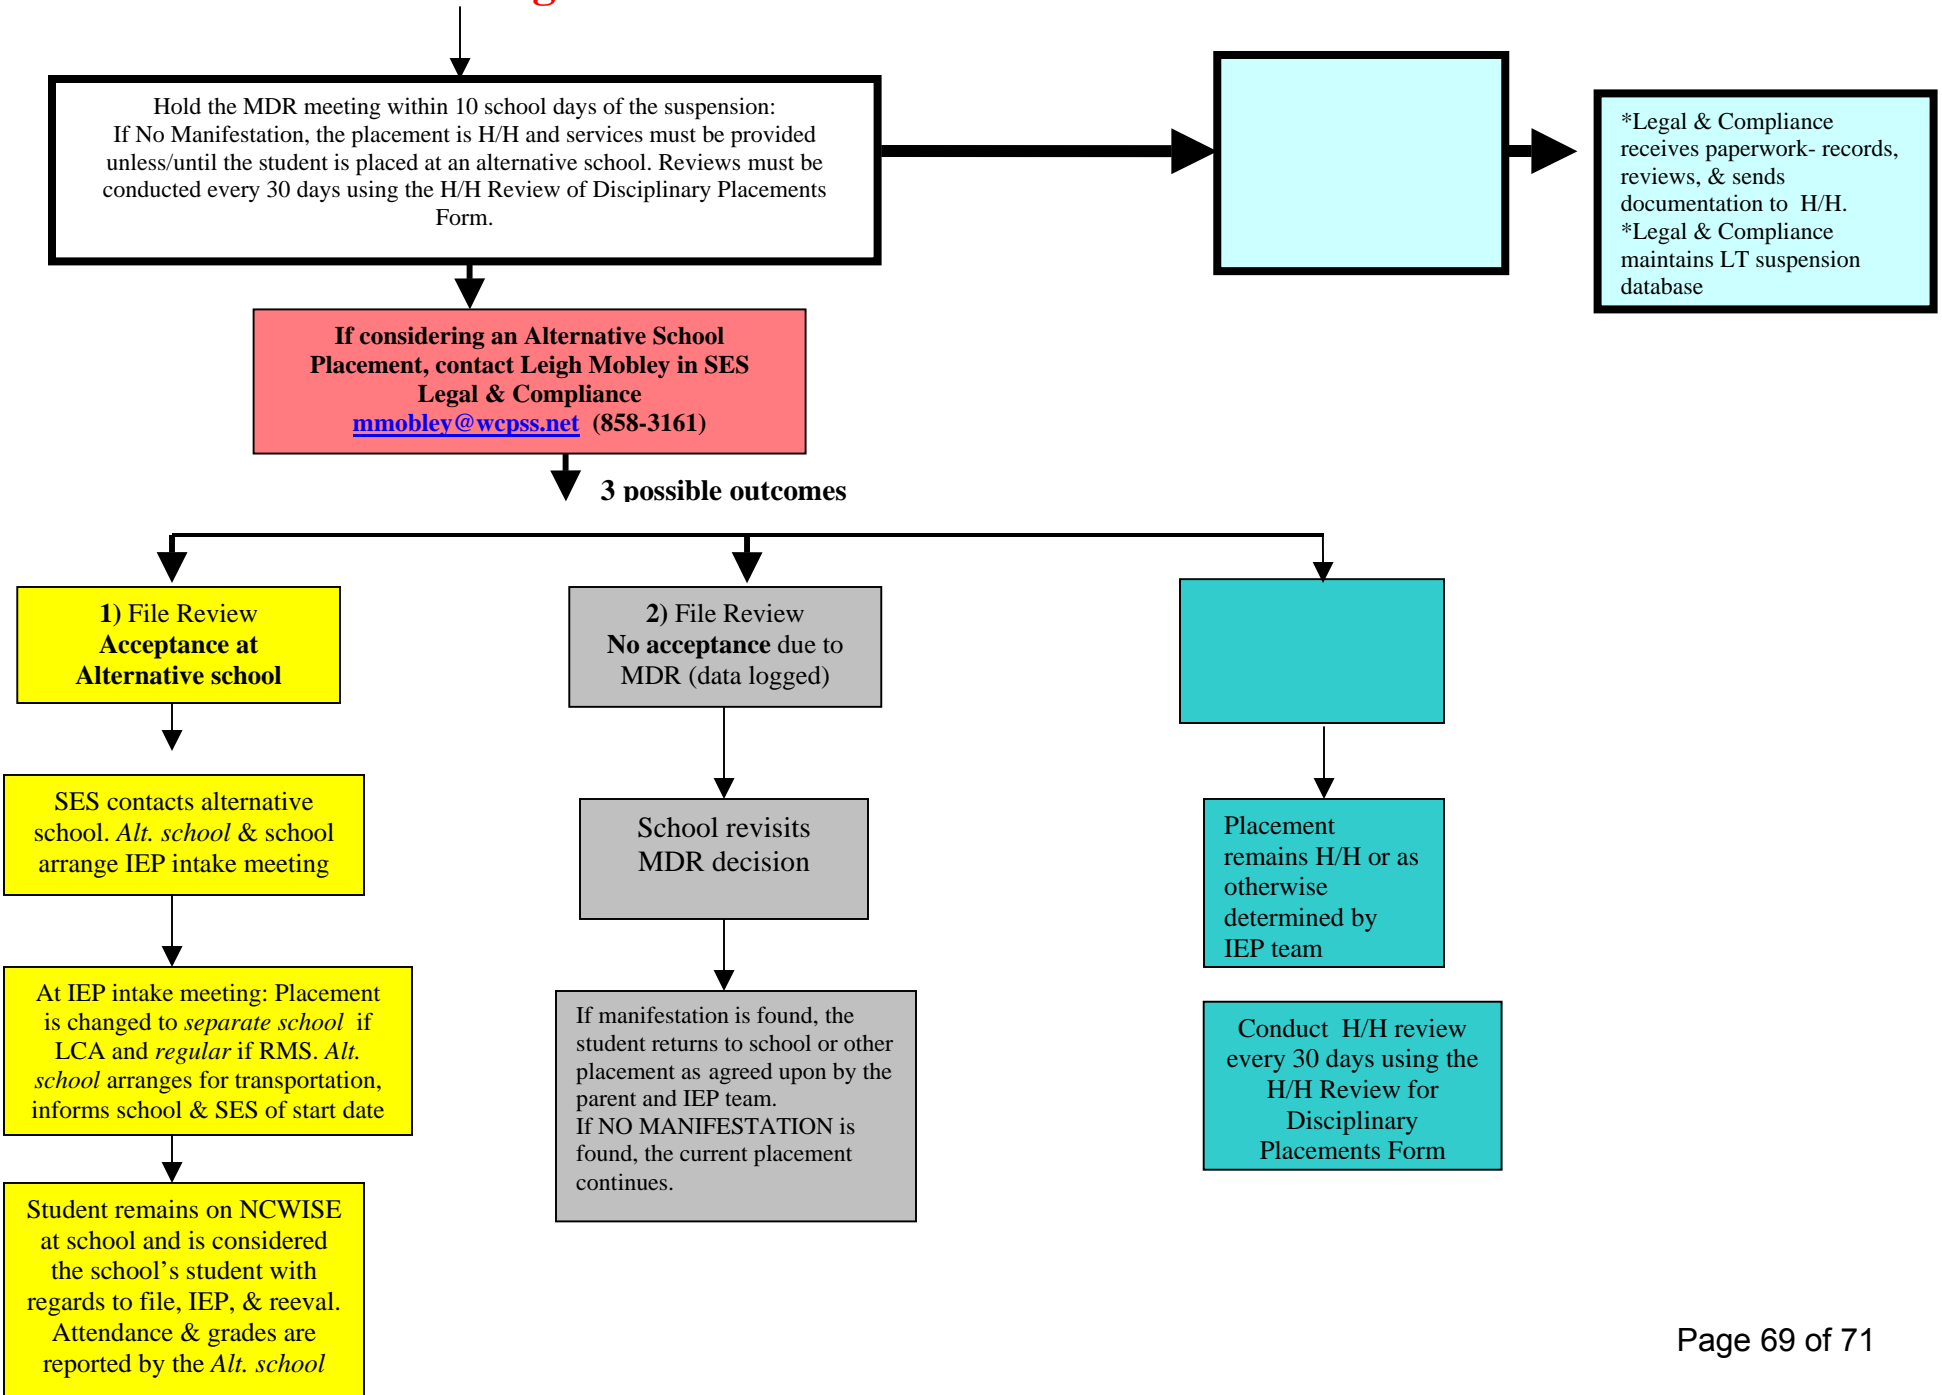 Hold the MDR meeting within 10 school days of the suspension:
If No Manifestation, the placement is H/H and services must be provided
unless/until the student is placed at an alternative school. Reviews must be
conducted every 30 days using the H/H Review of Disciplinary Placements
Form.
*Legal & Compliance
receives paperwork- records,
reviews, & sends
documentation to  H/H.
*Legal & Compliance
maintains LT suspension
database
If considering an Alternative School
Placement, contact Leigh Mobley in SES
Legal & Compliance
mmobley@wcpss.net  (858-3161)
3 possible outcomes
1) File Review
Acceptance at
Alternative school
SES contacts alternative
school. Alt. school & school
arrange IEP intake meeting
At IEP intake meeting: Placement
is changed to separate school  if
LCA and regular if RMS. Alt.
school arranges for transportation,
informs school & SES of start date
Student remains on NCWISE
at school and is considered
the school’s student with
regards to file, IEP, & reeval.
Attendance & grades are
reported by the Alt. school
2) File Review
No acceptance due to
MDR (data logged)
School revisits
MDR decision
If manifestation is found, the
student returns to school or other
placement as agreed upon by the
parent and IEP team.
If NO MANIFESTATION is
found, the current placement
continues.
Placement
remains H/H or as
otherwise
determined by
IEP team
Conduct  H/H review
every 30 days using the
H/H Review for
Disciplinary
Placements Form
Page 69 of 71